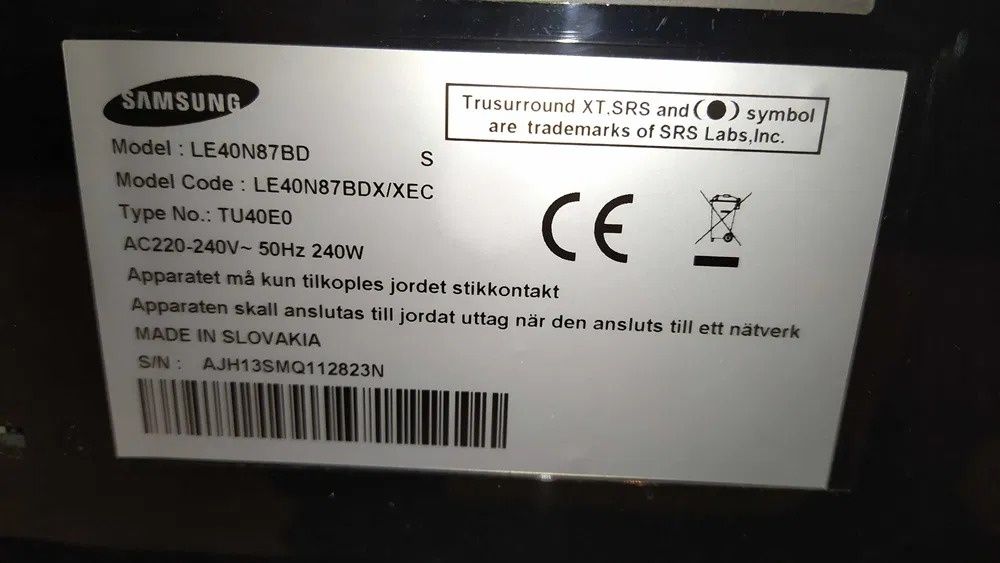 SAMSUNG
Trusurround XT.SRS and (●) symbol
are trademarks of SRS Labs,Inc.
Model : LE40N87BD S
Model Code : LE40N87BDX/XEC
Type No.: TU40E0
AC220-240V~ 50Hz 240W
CE
Apparatet må kun tilkoples jordet stikkontakt
Apparaten skall anslutas till jordat uttag när den ansluts till ett nätverk
MADE IN SLOVAKIA
S/N : AJH13SMQ112823N